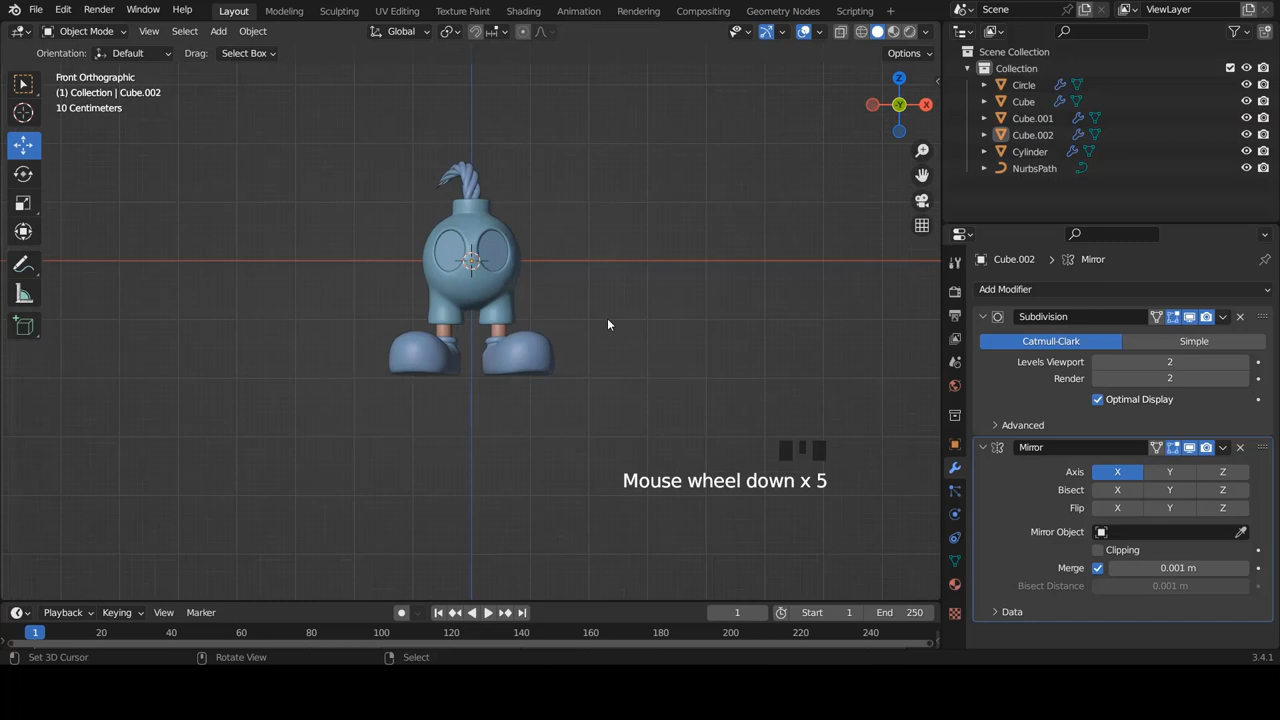 File Edit Render Window Help
Layout Modeling Sculpting UV Editing Texture Paint Shading Animation Rendering Compositing Geometry Nodes Scripting
Scene ViewLayer
Object Mode View Select Add Object Global
Orientation: Default Drag: Select Box Options
Front Orthographic
(1) Collection | Cube.002
10 Centimeters
Z
X
-Y
Scene Collection
Collection
Circle
Cube
Cube.001
Cube.002
Cylinder
NurbsPath
Cube.002 > Mirror
Add Modifier
Subdivision
Catmull-Clark Simple
Levels Viewport 2
Render 2
Optimal Display
Advanced
Mirror
Axis X Y Z
Bisect X Y Z
Flip X Y Z
Mirror Object
Clipping
Merge 0.001 m
Bisect Distance 0.001 m
Data
Mouse wheel down x 5
Playback Keying View Marker 1 Start 1 End 250
1 20 40 60 80 100 120 140 160 180 200 220 240
Set 3D Cursor Rotate View Select 3.4.1